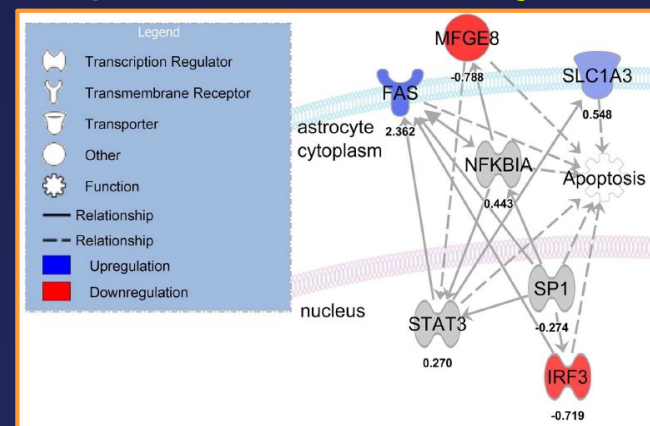 Legend
Transcription Regulator
Transmembrane Receptor
Transporter
Other
Function
Relationship
Relationship
Upregulation
Downregulation
MFGE8
-0.788
FAS
2.362
SLC1A3
0.548
astrocyte
cytoplasm
NFKBIA
0.443
Apoptosis
nucleus
STAT3
0.270
SP1
-0.274
IRF3
-0.719